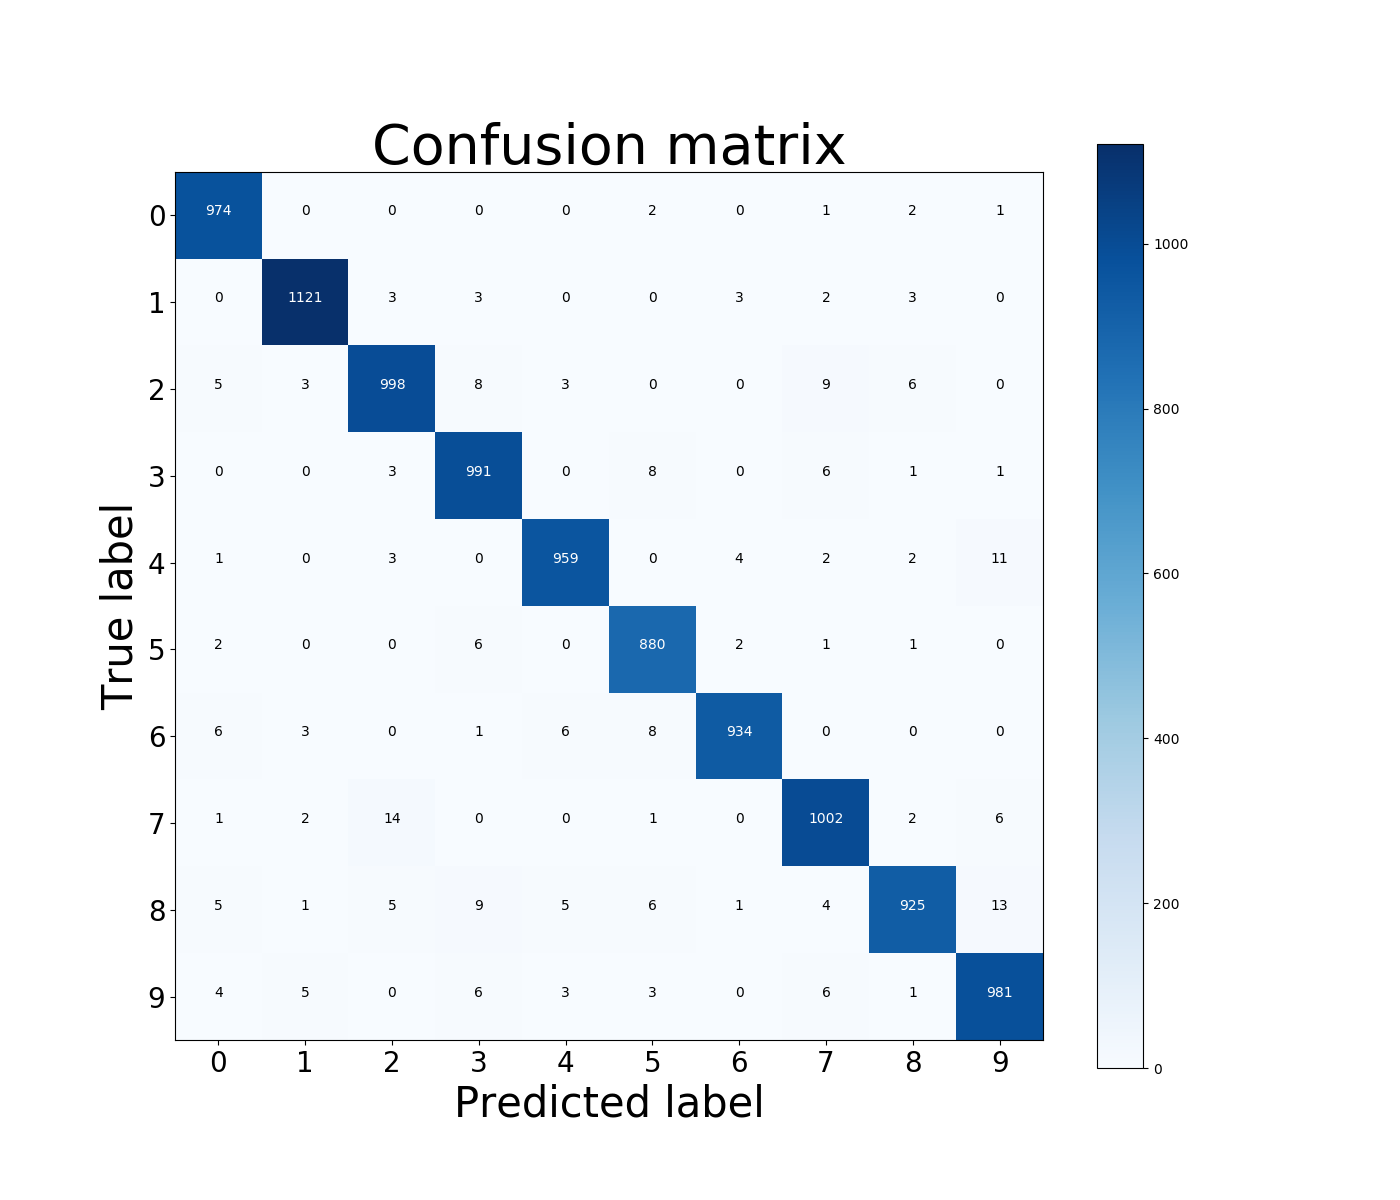 Confusion matrix
0 974 0 0 0 0 2 0 1 2 1
1 0 1121 3 3 0 0 3 2 3 0
2 5 3 998 8 3 0 0 9 6 0
3 0 0 3 991 0 8 0 6 1 1
4 1 0 3 0 959 0 4 2 2 11
5 2 0 0 6 0 880 2 1 1 0
6 6 3 0 1 6 8 934 0 0 0
7 1 2 14 0 0 1 0 1002 2 6
8 5 1 5 9 5 6 1 4 925 13
9 4 5 0 6 3 3 0 6 1 981
0 1 2 3 4 5 6 7 8 9
Predicted label
True label
1000
800
600
400
200
0